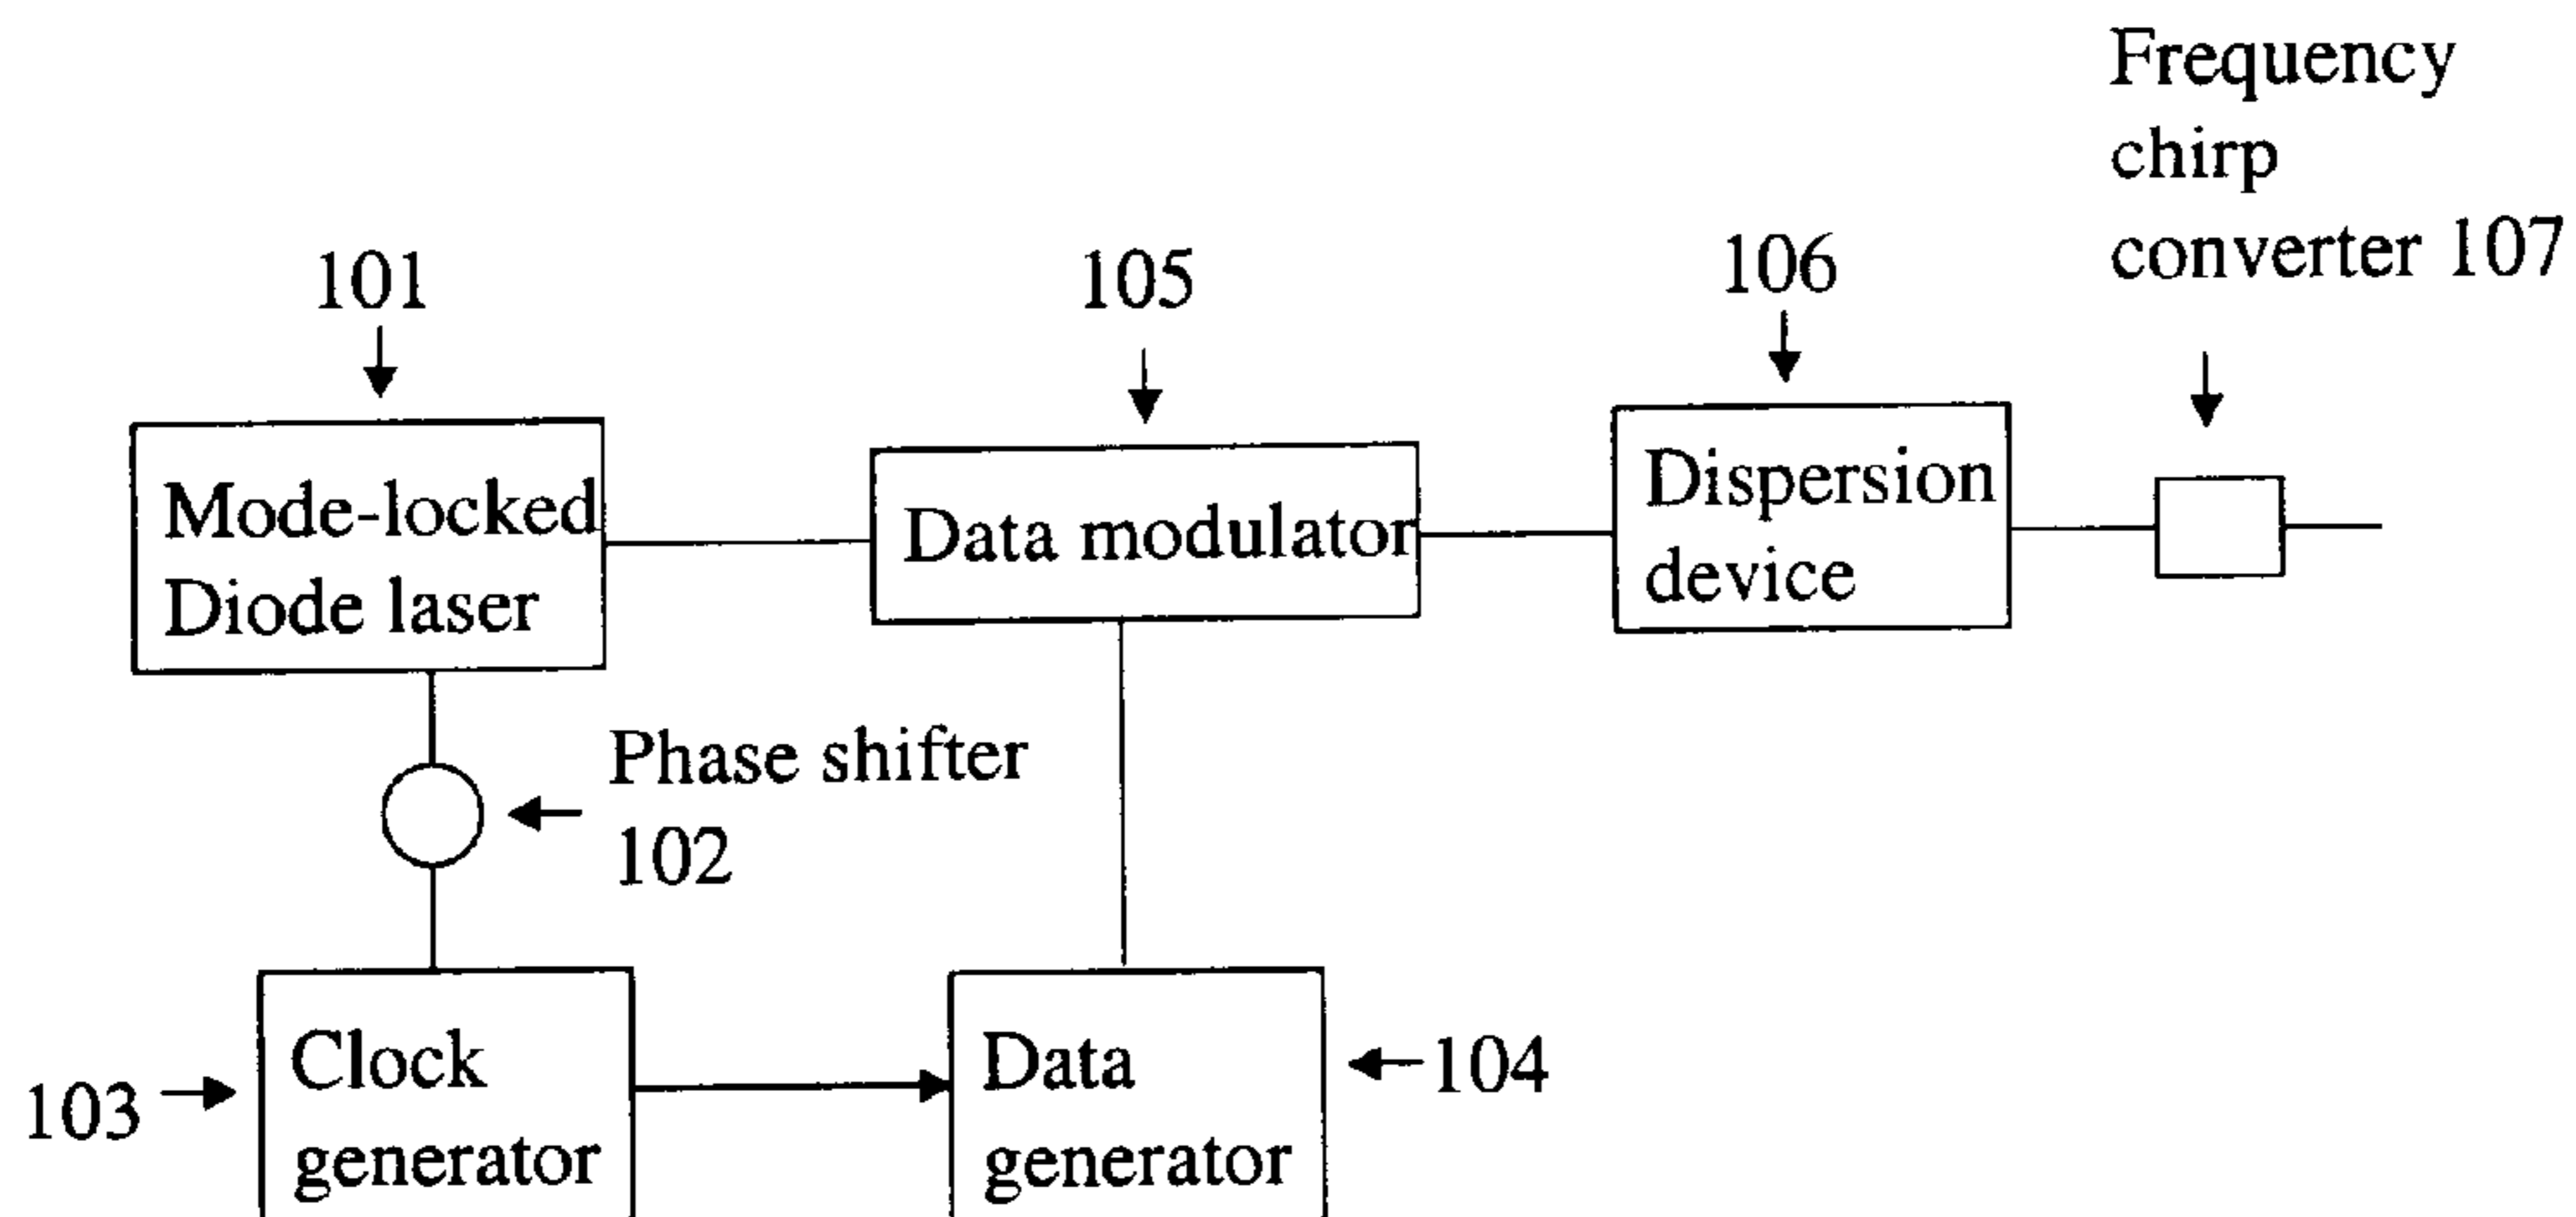 Frequency
chirp
converter 107
101
105
106
Mode-locked
Diode laser
Data modulator
Dispersion
device
Phase shifter
102
103
Clock
generator
Data
generator
104